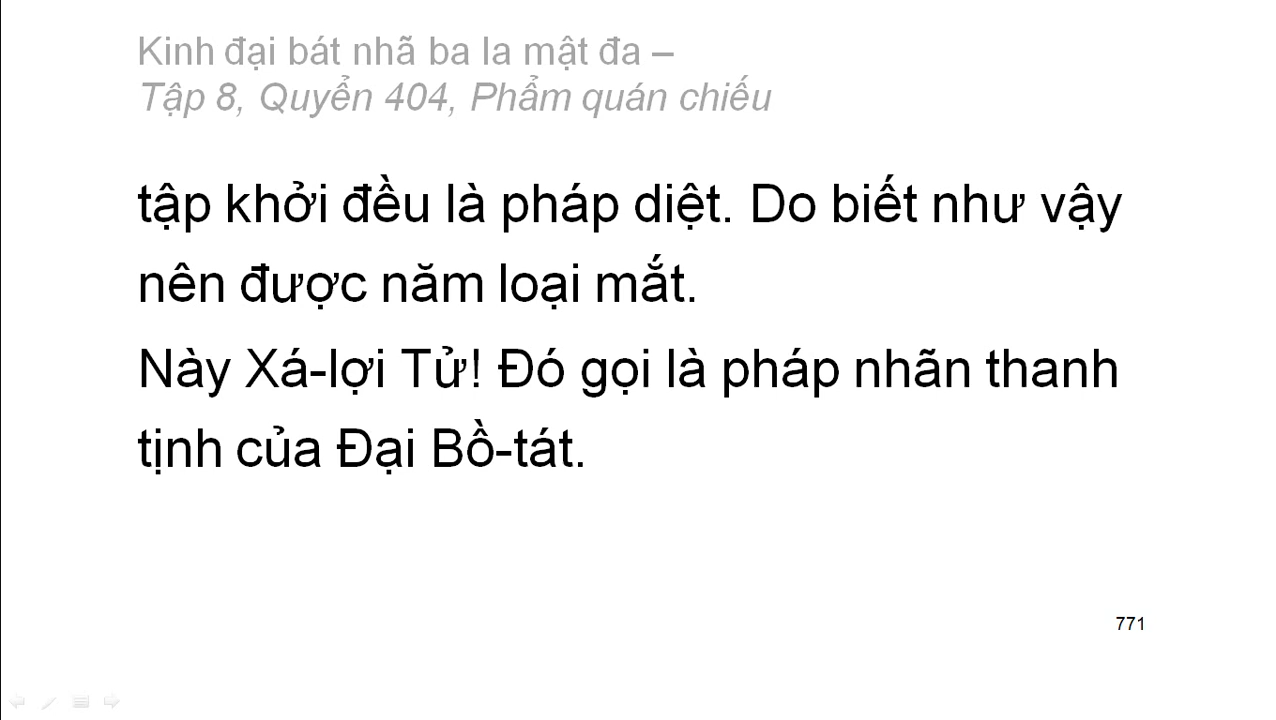 Kinh đại bát nhã ba la mật đa –
Tập 8, Quyển 404, Phẩm quán chiếu
tập khởi đều là pháp diệt. Do biết như vậy
nên được năm loại mắt.
Này Xá-lợi Tử! Đó gọi là pháp nhãn thanh
tịnh của Đại Bồ-tát.
771